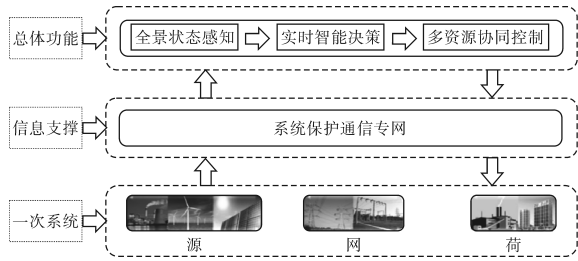 总体功能
全景状态感知
实时智能决策
多资源协同控制
信息支撑
系统保护通信专网
一次系统
源
网
荷